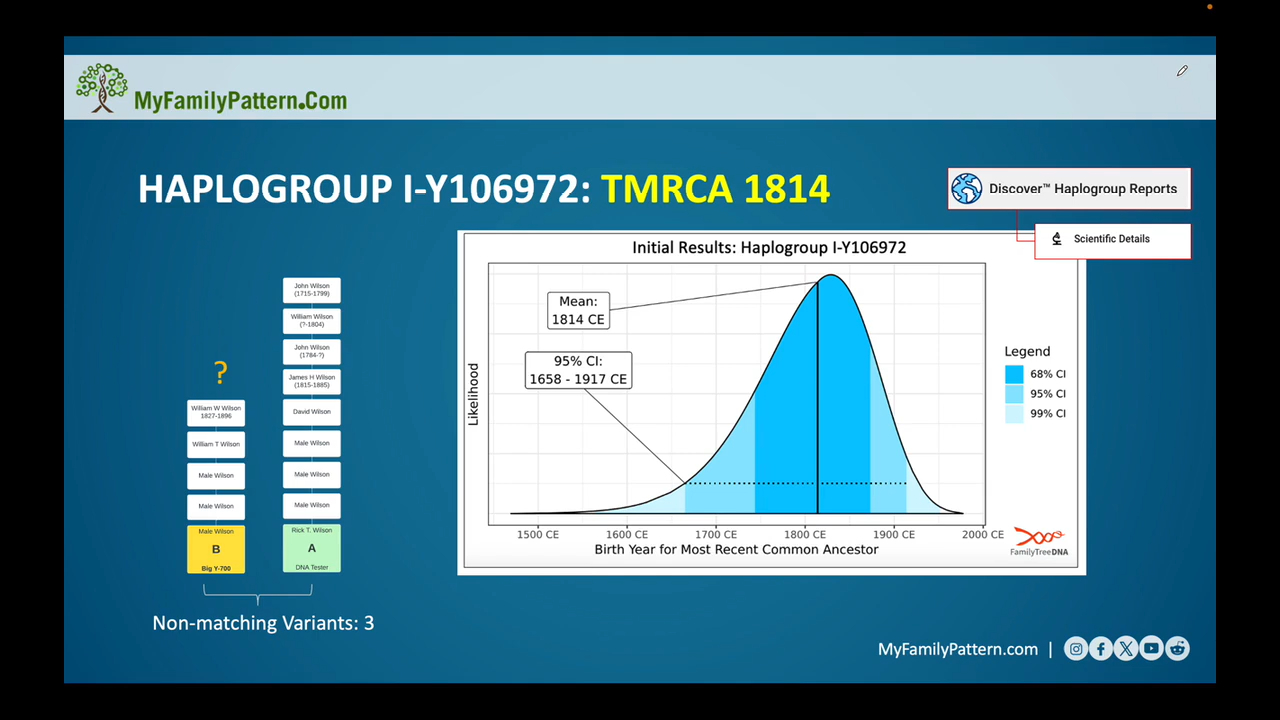 MyFamilyPattern.Com
HAPLOGROUP I-Y106972: TMRCA 1814
Discover™ Haplogroup Reports
Scientific Details
John Wilson
(1715-1799)
William Wilson
(?-1804)
John Wilson
(1784-?)
James H Wilson
(1815-1885)
David Wilson
Male Wilson
Male Wilson
Male Wilson
Rick T. Wilson
A
DNA Tester
?
William W Wilson
1827-1896
William T Wilson
Male Wilson
Male Wilson
Male Wilson
B
Big Y-700
Non-matching Variants: 3
Initial Results: Haplogroup I-Y106972
Mean:
1814 CE
95% CI:
1658 - 1917 CE
Likelihood
Legend
68% CI
95% CI
99% CI
1500 CE 1600 CE 1700 CE 1800 CE 1900 CE 2000 CE
Birth Year for Most Recent Common Ancestor
FamilyTreeDNA
MyFamilyPattern.com |